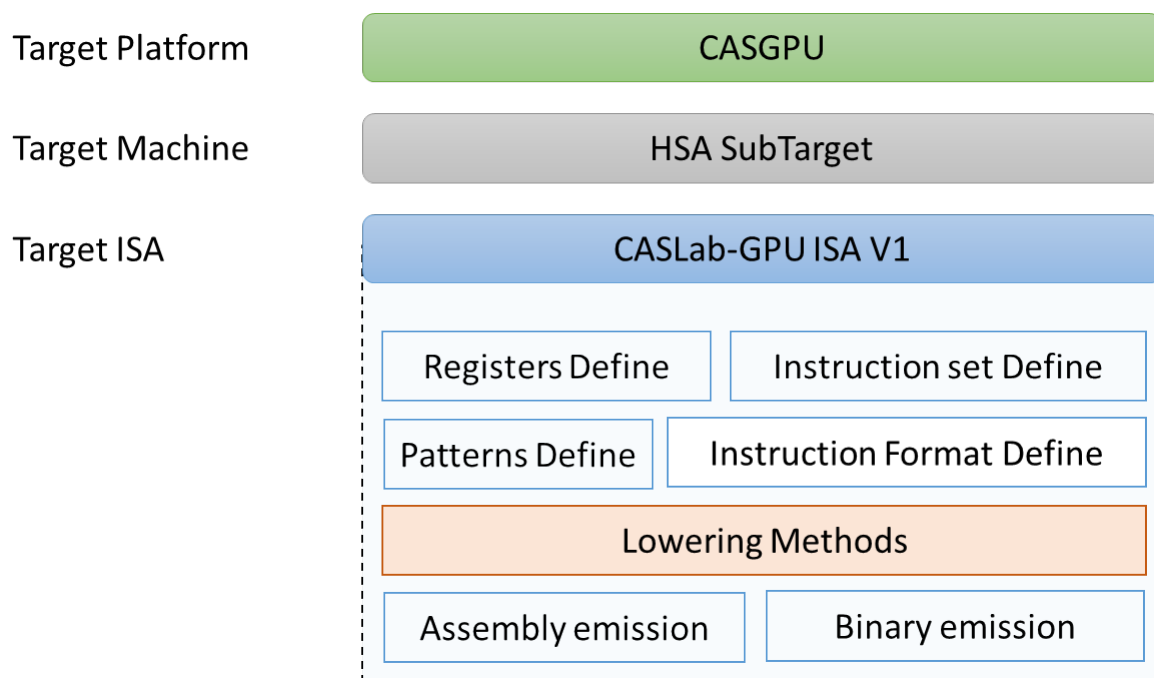 Target Platform
CASGPU
Target Machine
HSA SubTarget
Target ISA
CASLab-GPU ISA V1
Registers Define
Instruction set Define
Patterns Define
Instruction Format Define
Lowering Methods
Assembly emission
Binary emission